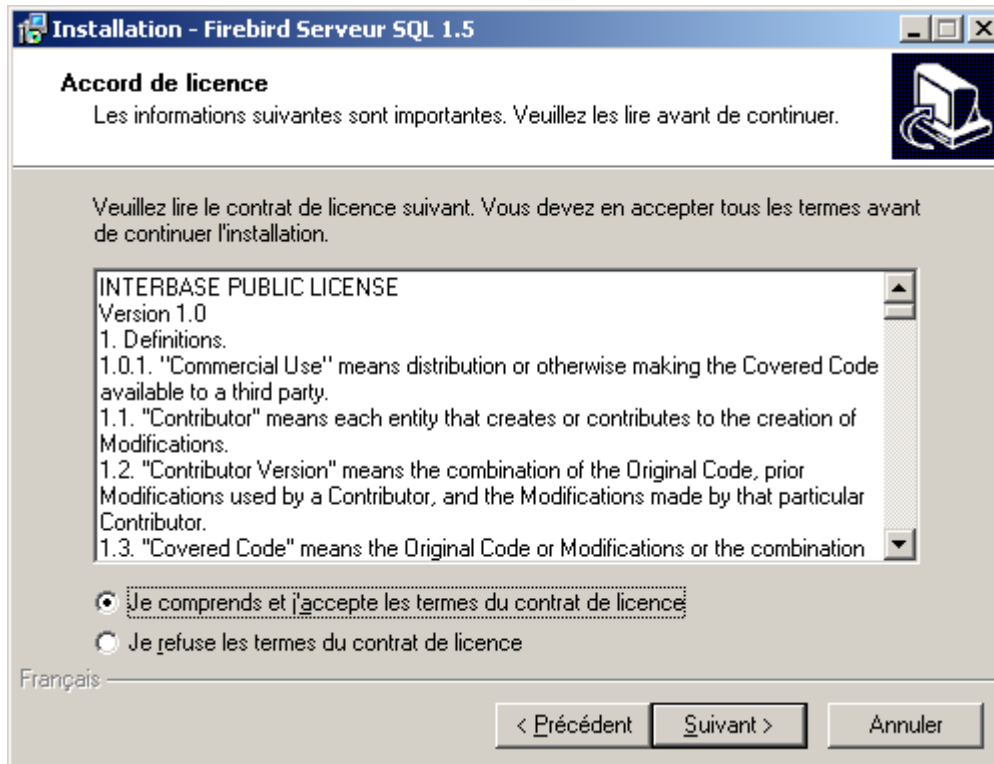 Installation - Firebird Serveur SQL 1.5
Accord de licence
Les informations suivantes sont importantes. Veuillez les lire avant de continuer.
Veuillez lire le contrat de licence suivant. Vous devez en accepter tous les termes avant
de continuer l'installation.
INTERBASE PUBLIC LICENSE
Version 1.0
1. Definitions.
1.0.1. "Commercial Use" means distribution or otherwise making the Covered Code
available to a third party.
1.1. "Contributor" means each entity that creates or contributes to the creation of
Modifications.
1.2. "Contributor Version" means the combination of the Original Code, prior
Modifications used by a Contributor, and the Modifications made by that particular
Contributor.
1.3. "Covered Code" means the Original Code or Modifications or the combination
Je comprends et j'accepte les termes du contrat de licence
Je refuse les termes du contrat de licence
Français
< Précédent
Suivant >
Annuler